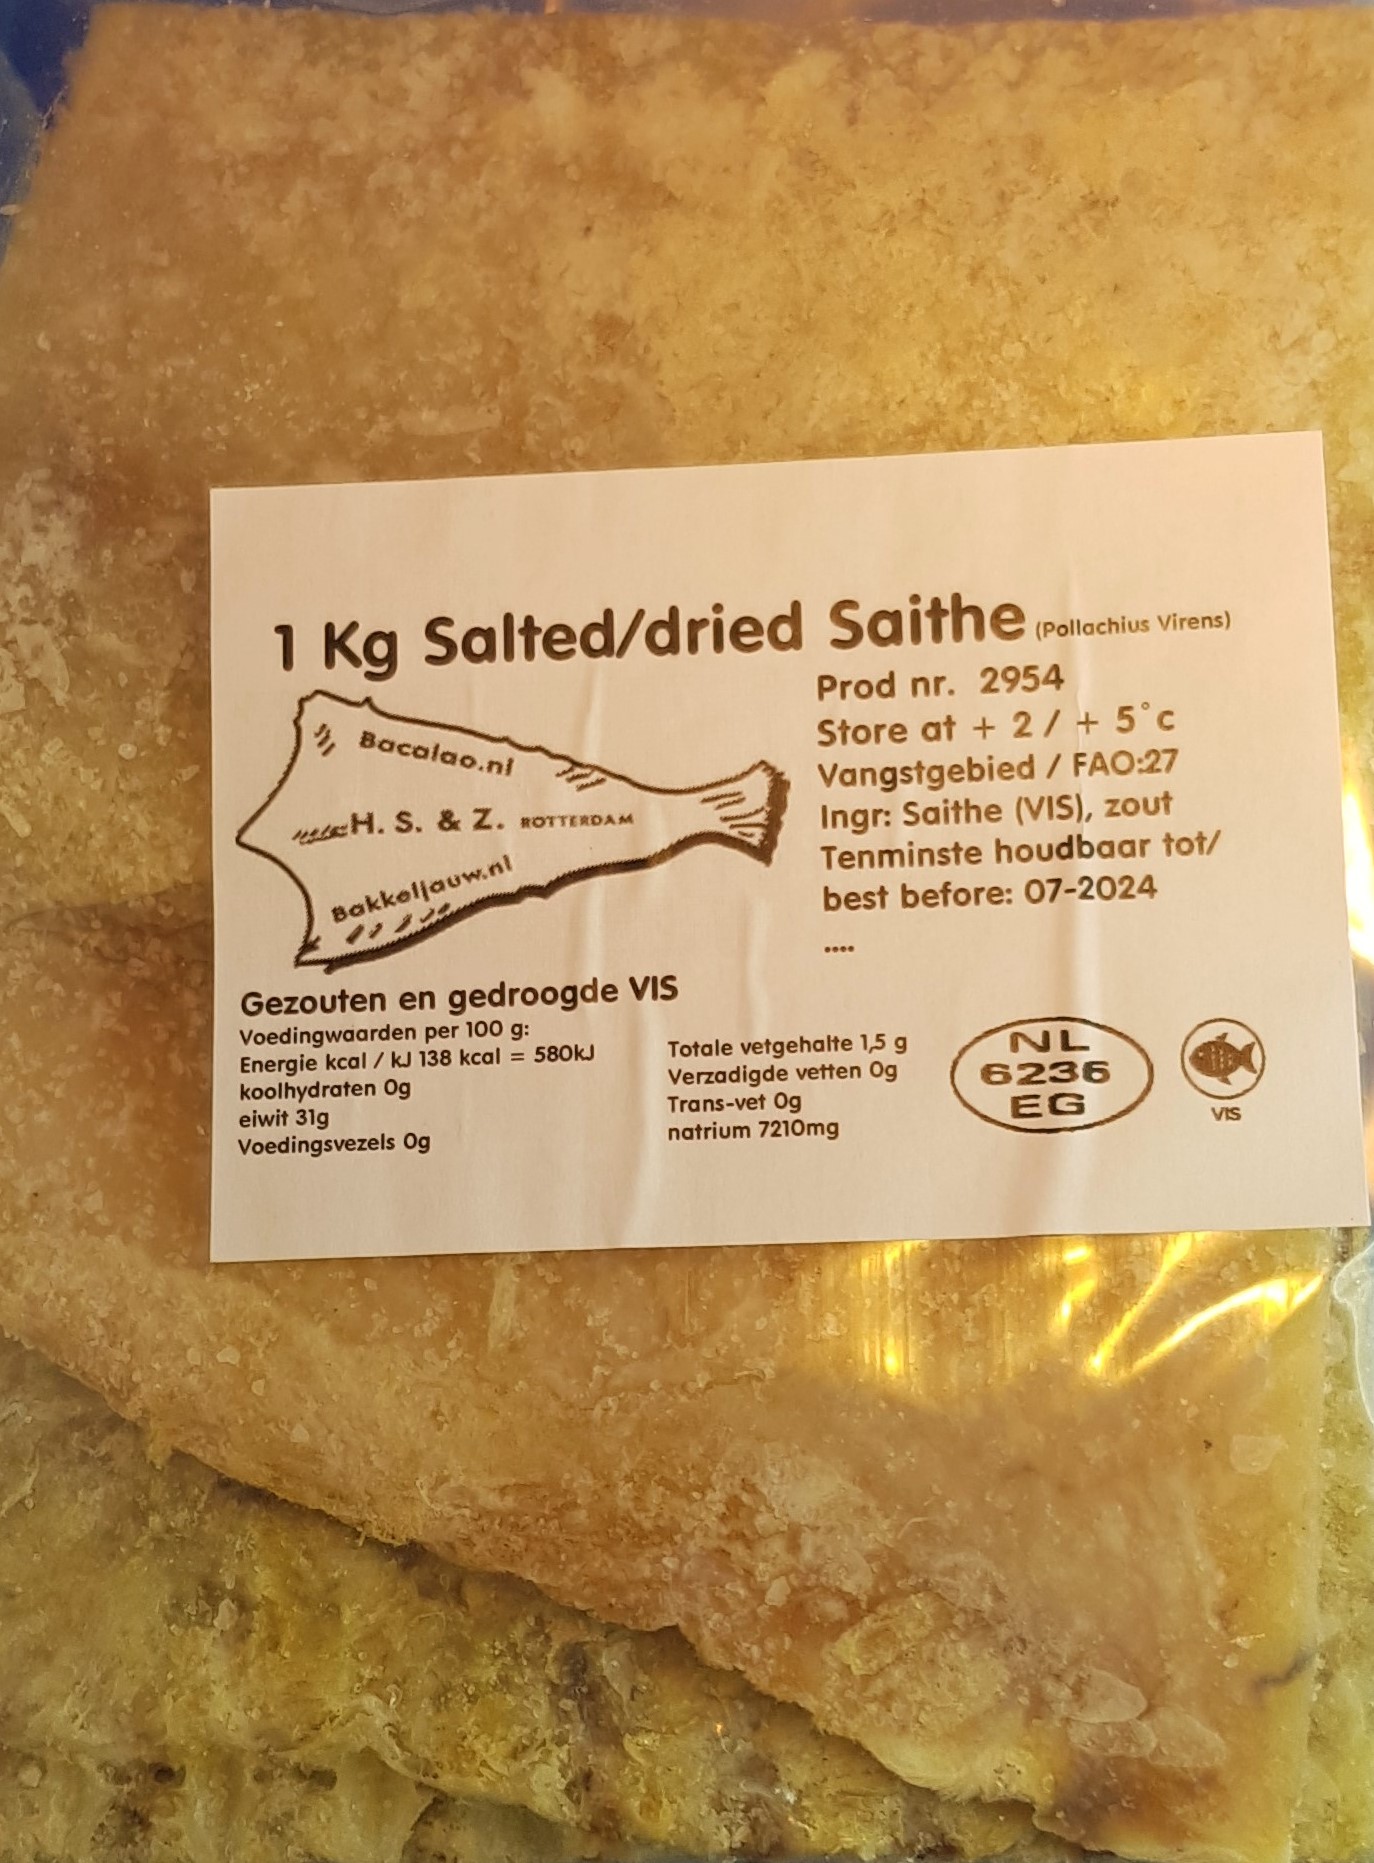 1 Kg Salted/dried Saithe (Pollachius Virens)
Prod nr. 2954
Store at + 2 / + 5°c
Vangstgebied / FAO:27
Ingr: Saithe (VIS), zout
Tenminste houdbaar tot/
best before: 07-2024
....
Bacalao.nl
H. S. & Z. ROTTERDAM
Bakkeljauw.nl
Gezouten en gedroogde VIS
Voedingwaarden per 100 g:
Energie kcal / kJ 138 kcal = 580kJ
koolhydraten 0g
eiwit 31g
Voedingsvezels 0g
Totale vetgehalte 1,5 g
Verzadigde vetten 0g
Trans-vet 0g
natrium 7210mg
NL
6236
EG
VIS